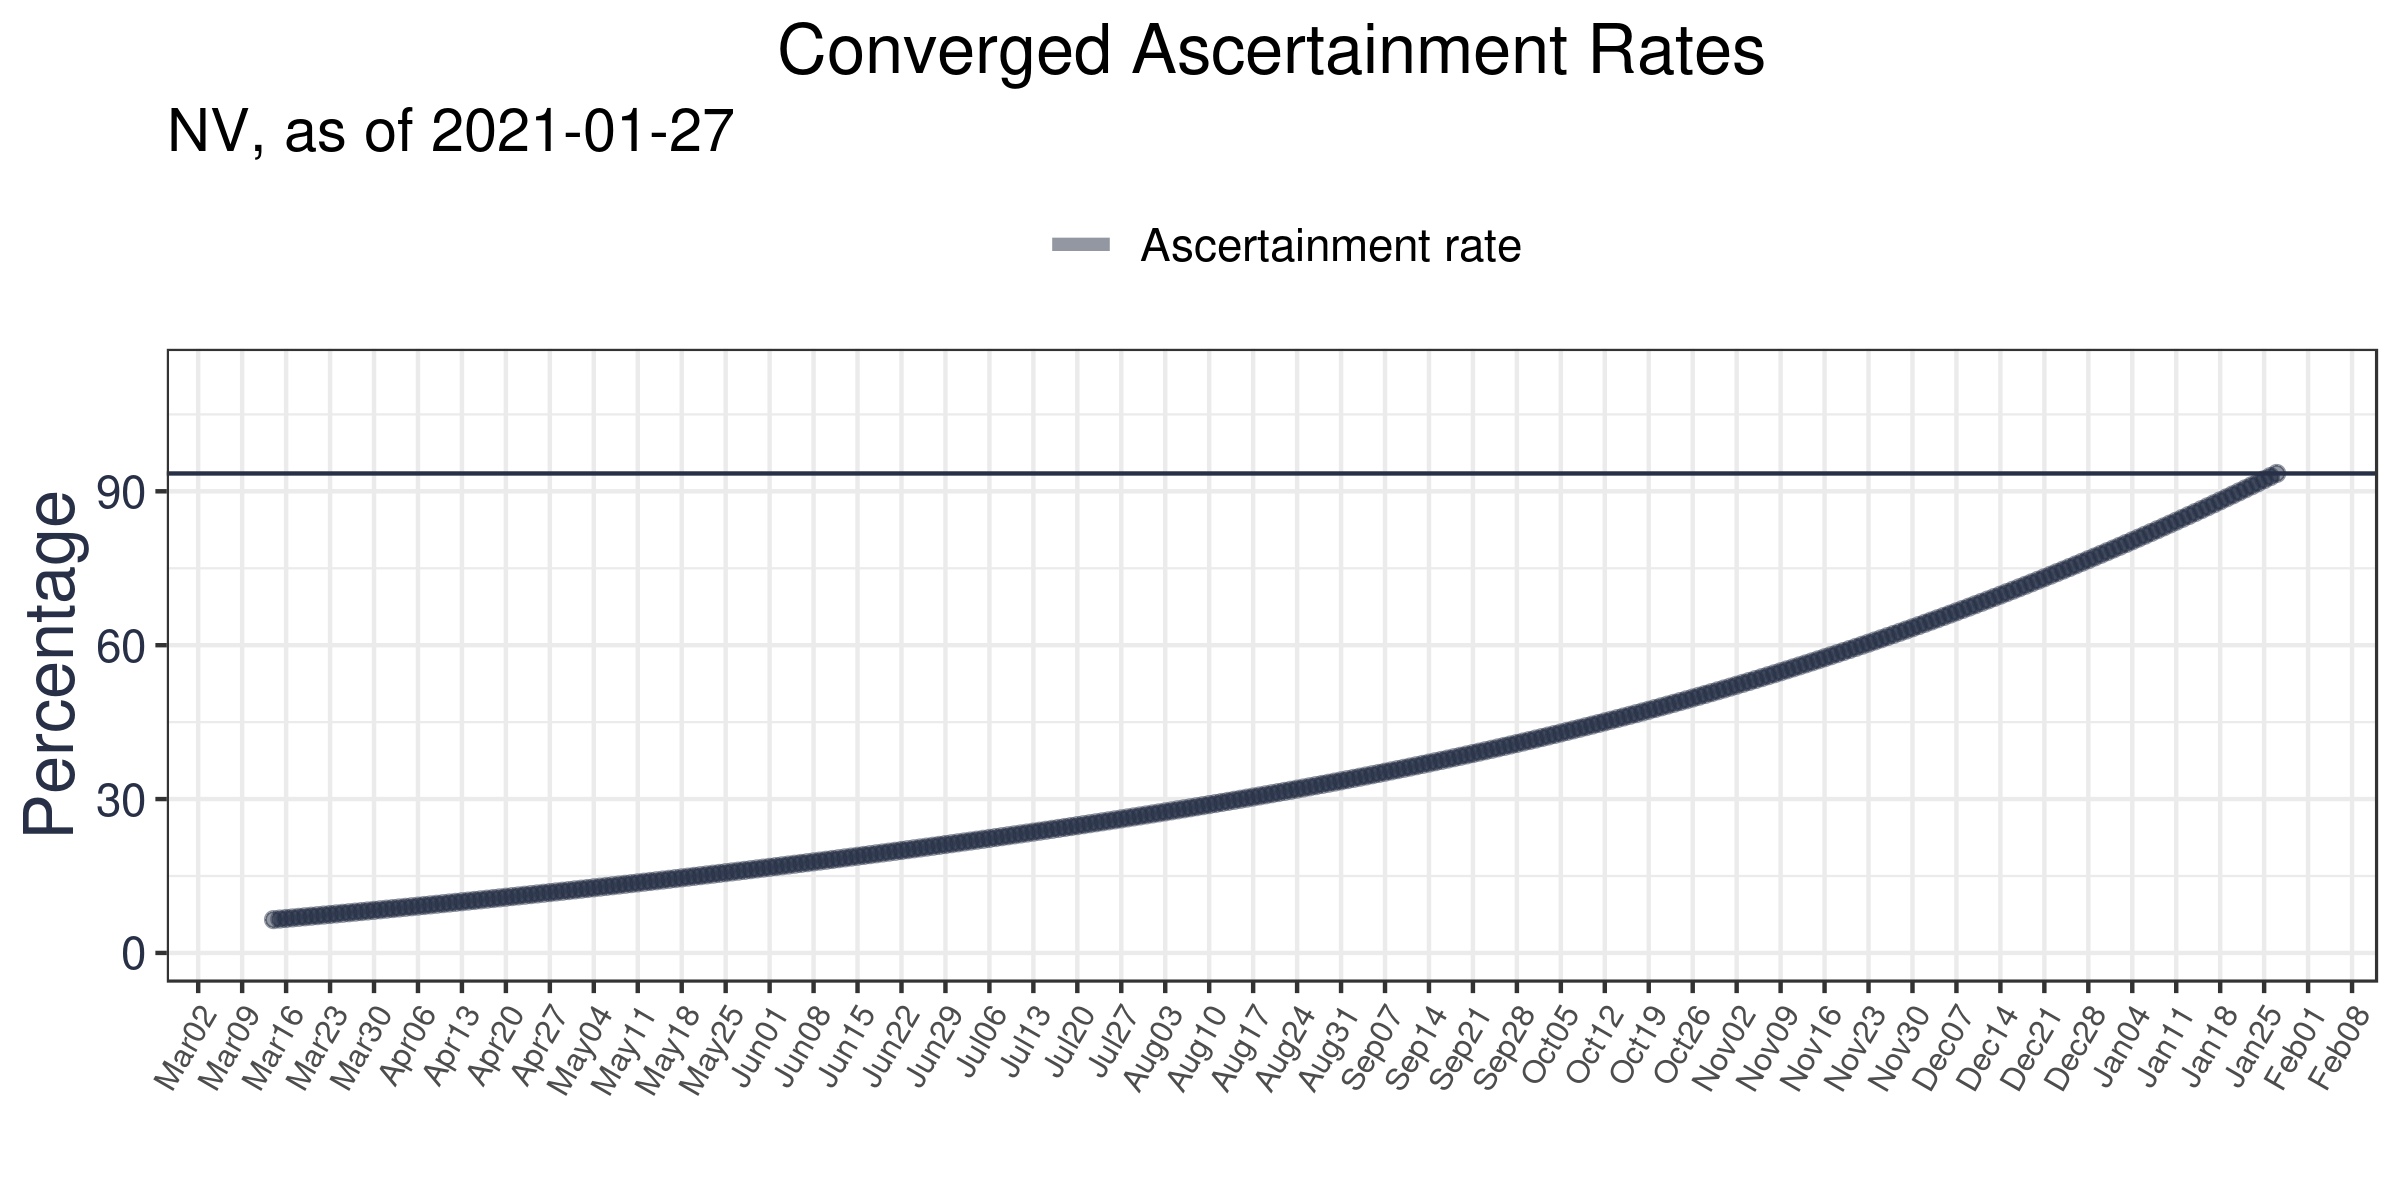 Converged Ascertainment Rates
NV, as of 2021-01-27
Ascertainment rate
Percentage
90
60
30
0
Mar02 Mar09 Mar16 Mar23 Mar30 Apr06 Apr13 Apr20 Apr27 May04 May11 May18 May25 Jun01 Jun08 Jun15 Jun22 Jun29 Jul06 Jul13 Jul20 Jul27 Aug03 Aug10 Aug17 Aug24 Aug31 Sep07 Sep14 Sep21 Sep28 Oct05 Oct12 Oct19 Oct26 Nov02 Nov09 Nov16 Nov23 Nov30 Dec07 Dec14 Dec21 Dec28 Jan04 Jan11 Jan18 Jan25 Feb01 Feb08